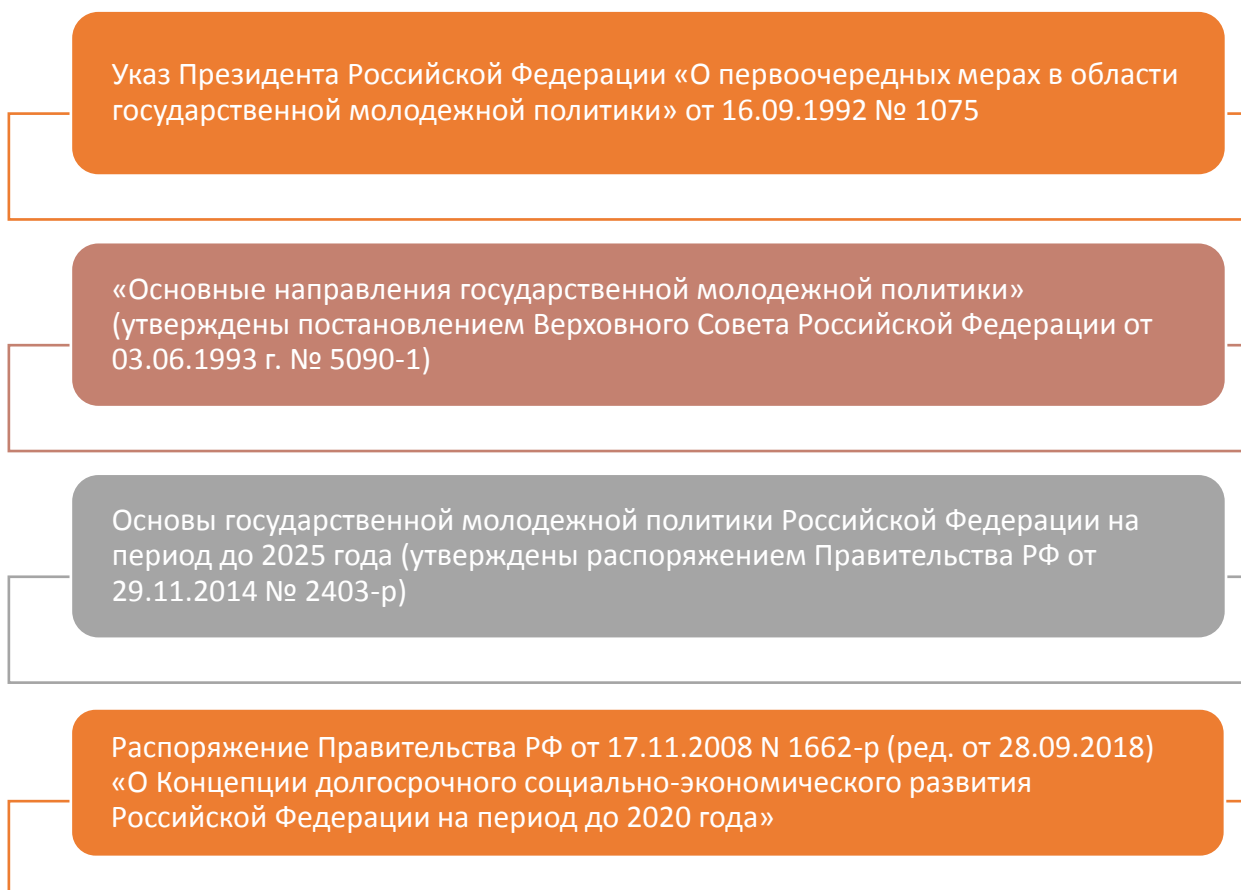 Указ Президента Российской Федерации «О первоочередных мерах в области
государственной молодежной политики» от 16.09.1992 № 1075
«Основные направления государственной молодежной политики»
(утверждены постановлением Верховного Совета Российской Федерации от
03.06.1993 г. № 5090-1)
Основы государственной молодежной политики Российской Федерации на
период до 2025 года (утверждены распоряжением Правительства РФ от
29.11.2014 № 2403-р)
Распоряжение Правительства РФ от 17.11.2008 N 1662-р (ред. от 28.09.2018)
«О Концепции долгосрочного социально-экономического развития
Российской Федерации на период до 2020 года»